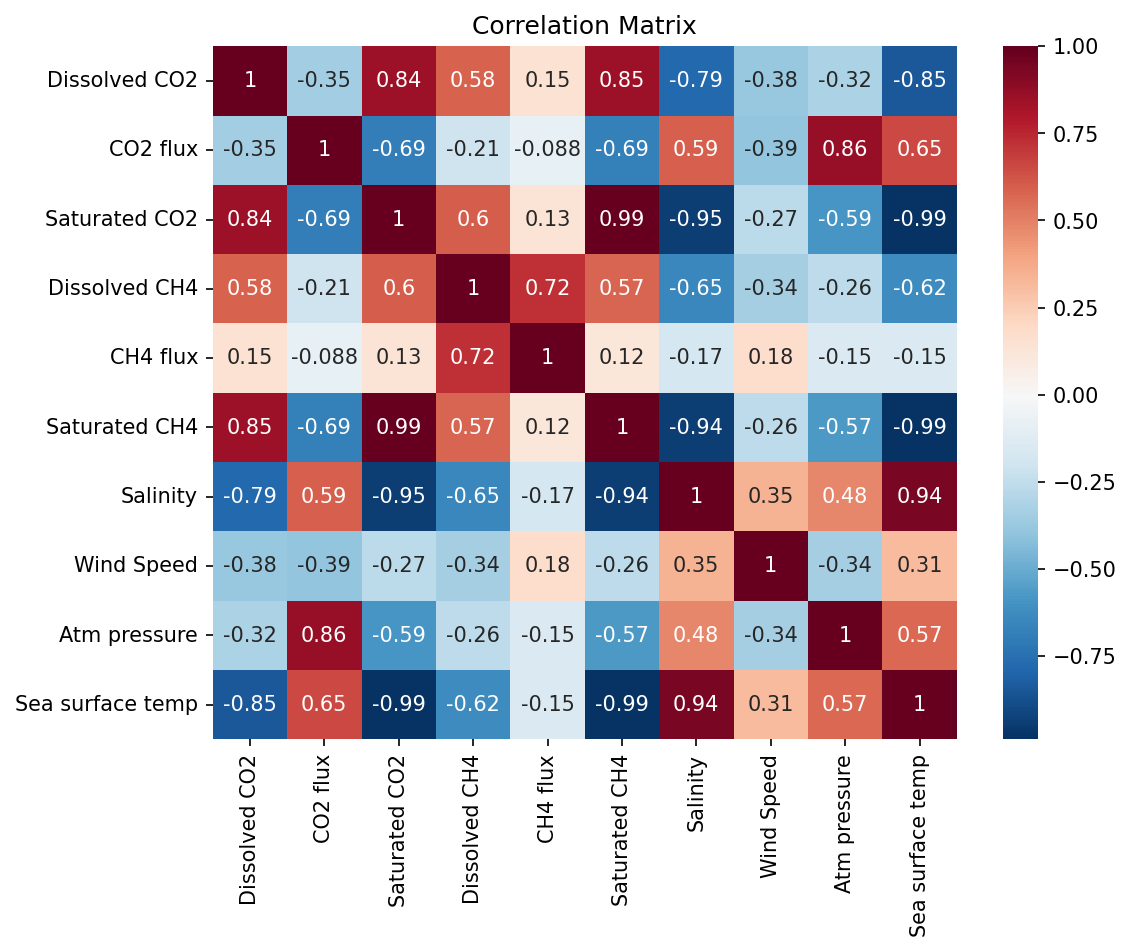 Correlation Matrix
Dissolved CO2 1 -0.35 0.84 0.58 0.15 0.85 -0.79 -0.38 -0.32 -0.85
CO2 flux -0.35 1 -0.69 -0.21 -0.088 -0.69 0.59 -0.39 0.86 0.65
Saturated CO2 0.84 -0.69 1 0.6 0.13 0.99 -0.95 -0.27 -0.59 -0.99
Dissolved CH4 0.58 -0.21 0.6 1 0.72 0.57 -0.65 -0.34 -0.26 -0.62
CH4 flux 0.15 -0.088 0.13 0.72 1 0.12 -0.17 0.18 -0.15 -0.15
Saturated CH4 0.85 -0.69 0.99 0.57 0.12 1 -0.94 -0.26 -0.57 -0.99
Salinity -0.79 0.59 -0.95 -0.65 -0.17 -0.94 1 0.35 0.48 0.94
Wind Speed -0.38 -0.39 -0.27 -0.34 0.18 -0.26 0.35 1 -0.34 0.31
Atm pressure -0.32 0.86 -0.59 -0.26 -0.15 -0.57 0.48 -0.34 1 0.57
Sea surface temp -0.85 0.65 -0.99 -0.62 -0.15 -0.99 0.94 0.31 0.57 1
Dissolved CO2
CO2 flux
Saturated CO2
Dissolved CH4
CH4 flux
Saturated CH4
Salinity
Wind Speed
Atm pressure
Sea surface temp
1.00
0.75
0.50
0.25
0.00
−0.25
−0.50
−0.75